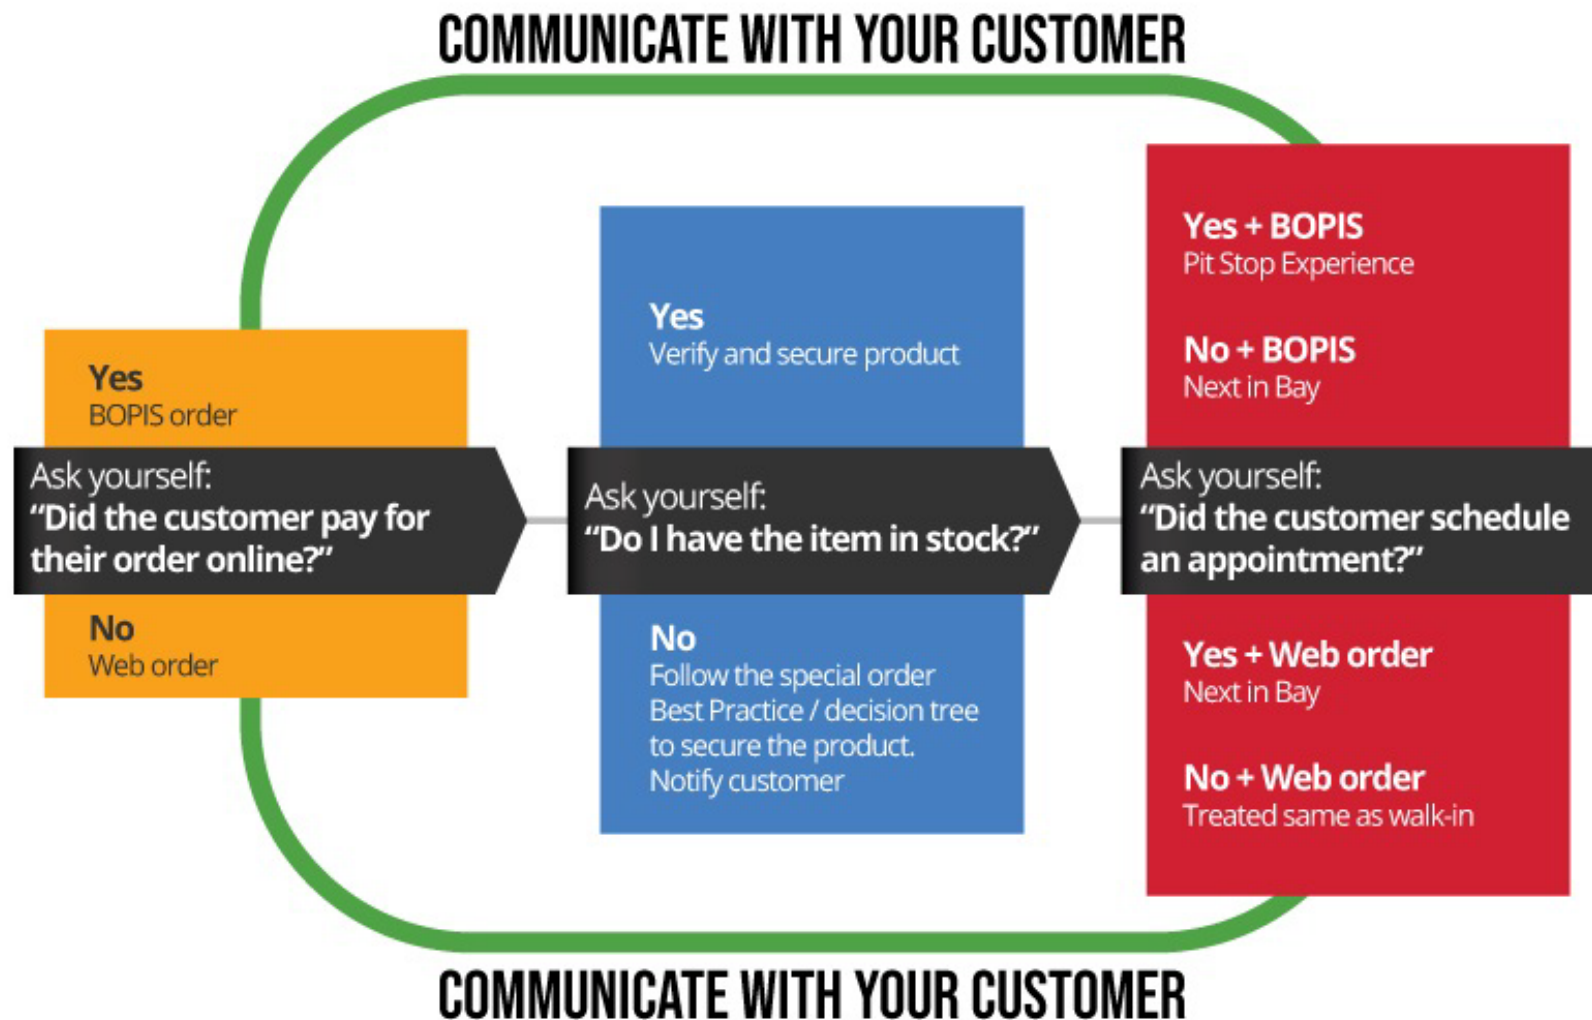 COMMUNICATE WITH YOUR CUSTOMER
Yes
BOPIS order
Ask yourself:
“Did the customer pay for
their order online?”
No
Web order
Yes
Verify and secure product
Ask yourself:
“Do I have the item in stock?”
No
Follow the special order
Best Practice / decision tree
to secure the product.
Notify customer
Yes + BOPIS
Pit Stop Experience
No + BOPIS
Next in Bay
Ask yourself:
“Did the customer schedule
an appointment?”
Yes + Web order
Next in Bay
No + Web order
Treated same as walk-in
COMMUNICATE WITH YOUR CUSTOMER